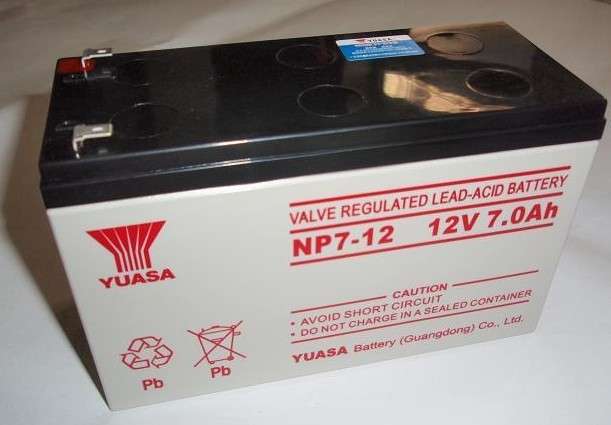 YUASA
VALVE REGULATED LEAD-ACID BATTERY
NP7-12 12V 7.0Ah
YUASA
CAUTION
• AVOID SHORT CIRCUIT
• DO NOT CHARGE IN A SEALED CONTAINER
YUASA Battery (Guangdong) Co., Ltd.
Pb
Pb